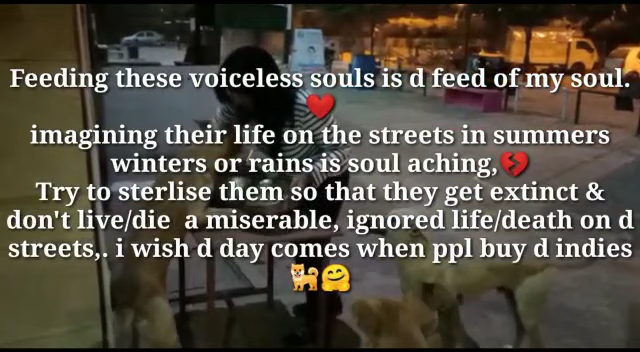 Feeding these voiceless souls is d feed of my soul.
❤️
imagining their life on the streets in summers
winters or rains is soul aching,💔
Try to sterlise them so that they get extinct &
don't live/die a miserable, ignored life/death on d
streets,. i wish d day comes when ppl buy d indies
🐕🤗